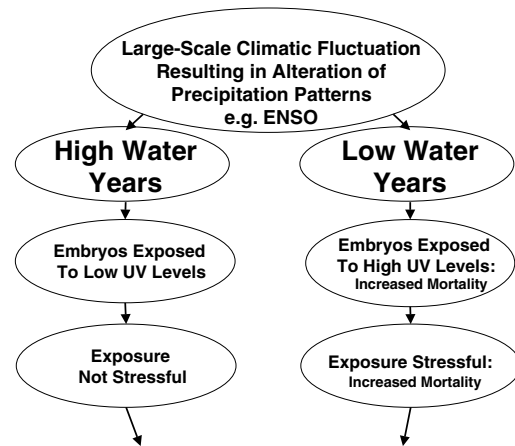 Large-Scale Climatic Fluctuation
Resulting in Alteration of
Precipitation Patterns
e.g. ENSO
High Water
Years
Low Water
Years
Embryos Exposed
To Low UV Levels
Embryos Exposed
To High UV Levels:
Increased Mortality
Exposure
Not Stressful
Exposure Stressful:
Increased Mortality